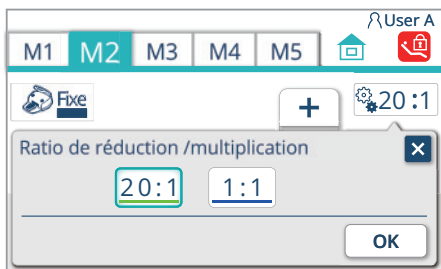 User A
M1 M2 M3 M4 M5
Fixe + 20:1
Ratio de réduction /multiplication
20:1 1:1
OK